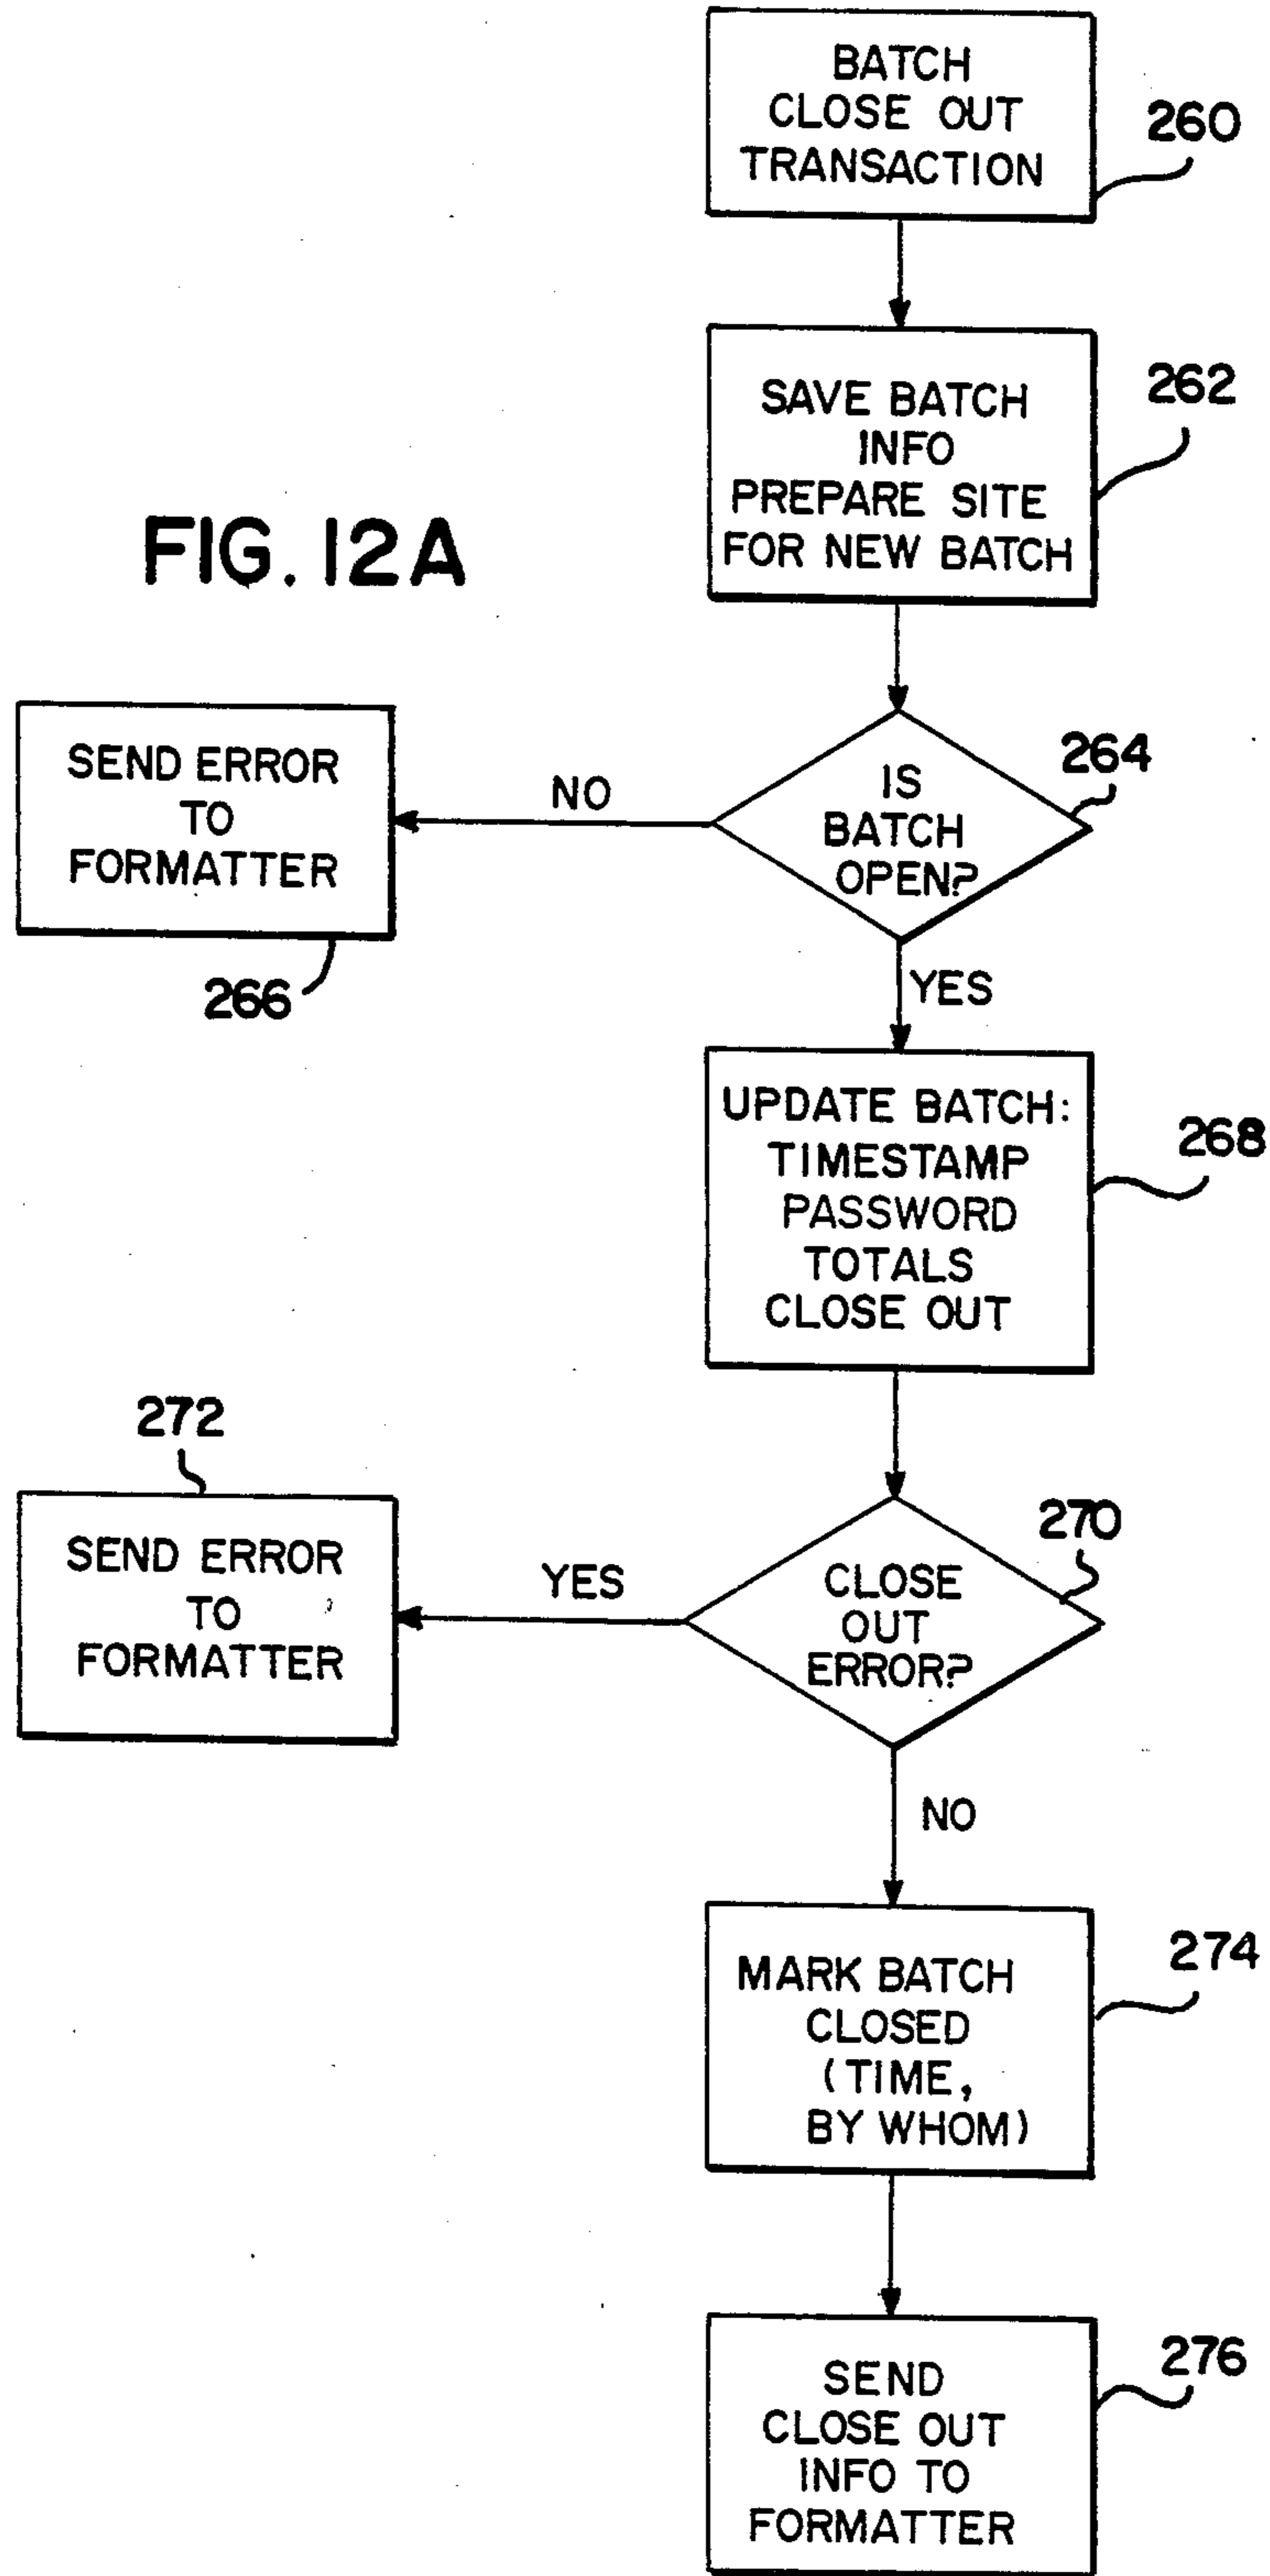 BATCH
CLOSE OUT
TRANSACTION
260
SAVE BATCH
INFO
PREPARE SITE
FOR NEW BATCH
262
FIG. 12A
IS
BATCH
OPEN?
264
NO
SEND ERROR
TO
FORMATTER
266
YES
UPDATE BATCH:
TIMESTAMP
PASSWORD
TOTALS
CLOSE OUT
268
CLOSE
OUT
ERROR?
270
YES
272
SEND ERROR
TO
FORMATTER
NO
MARK BATCH
CLOSED
(TIME,
BY WHOM)
274
SEND
CLOSE OUT
INFO TO
FORMATTER
276